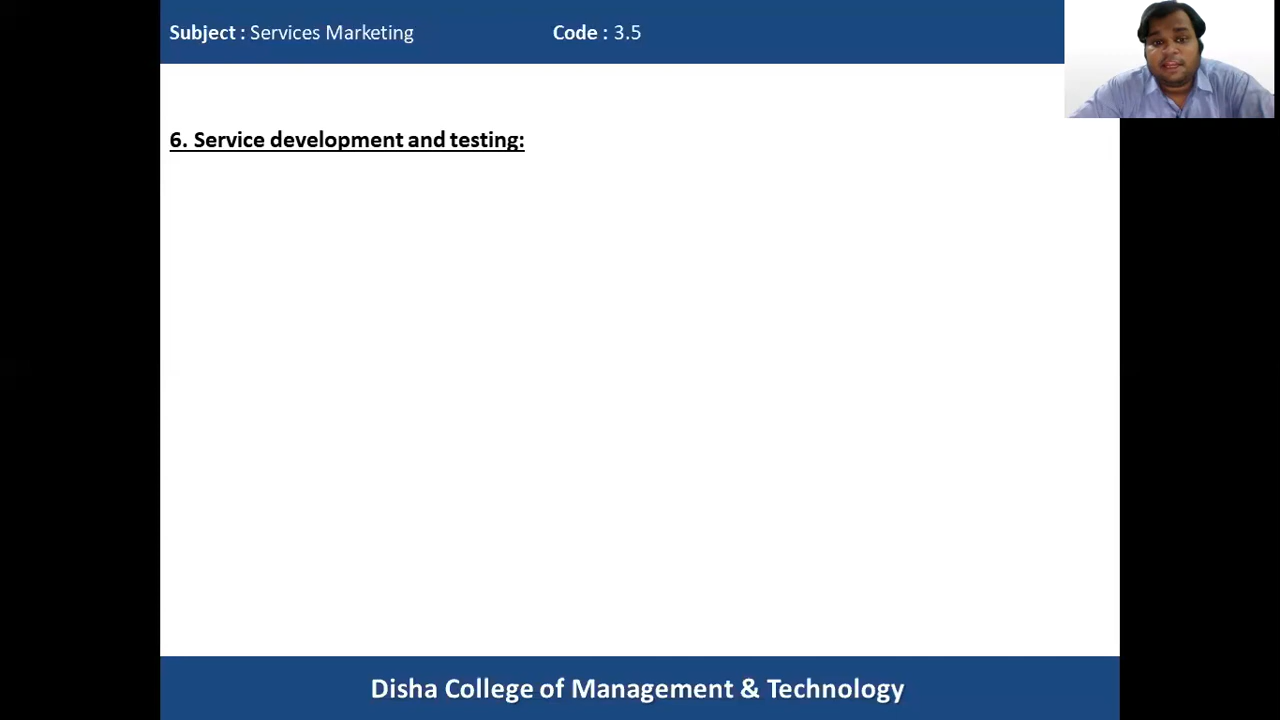 Subject : Services Marketing Code : 3.5
6. Service development and testing:
Disha College of Management & Technology